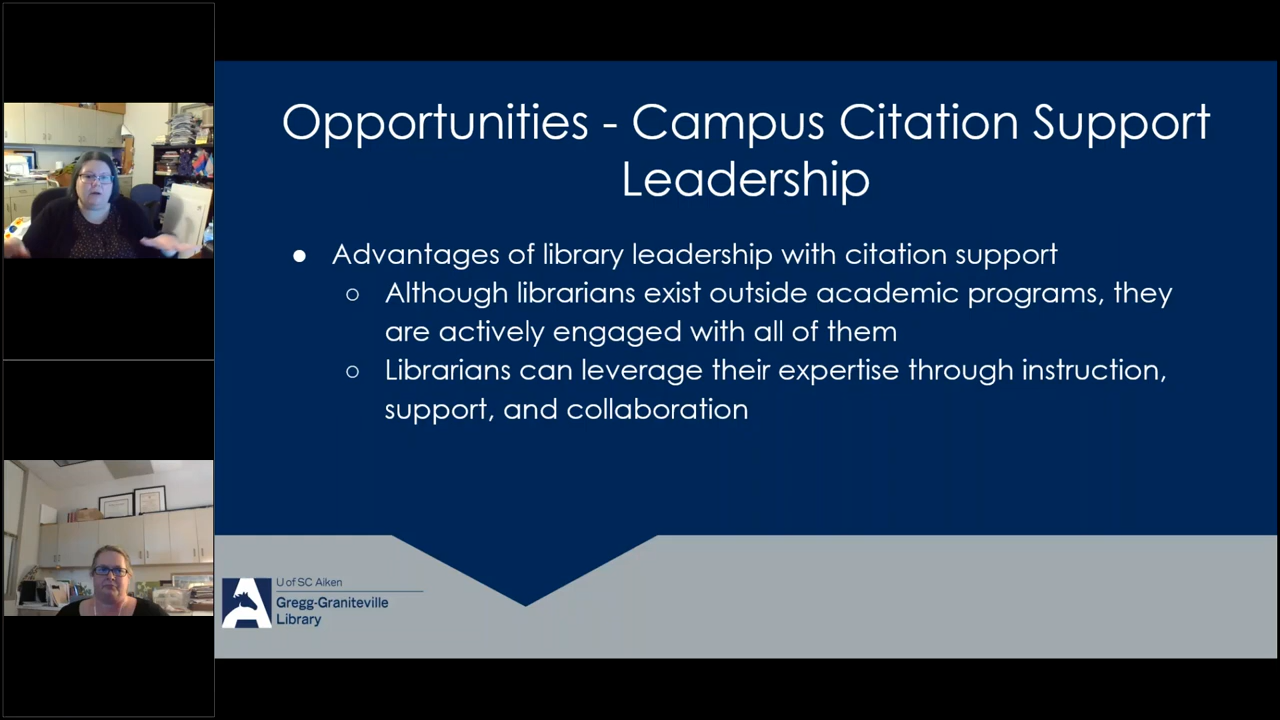 Opportunities - Campus Citation Support
Leadership
● Advantages of library leadership with citation support
○ Although librarians exist outside academic programs, they
are actively engaged with all of them
○ Librarians can leverage their expertise through instruction,
support, and collaboration
U of SC Aiken
Gregg-Graniteville
Library